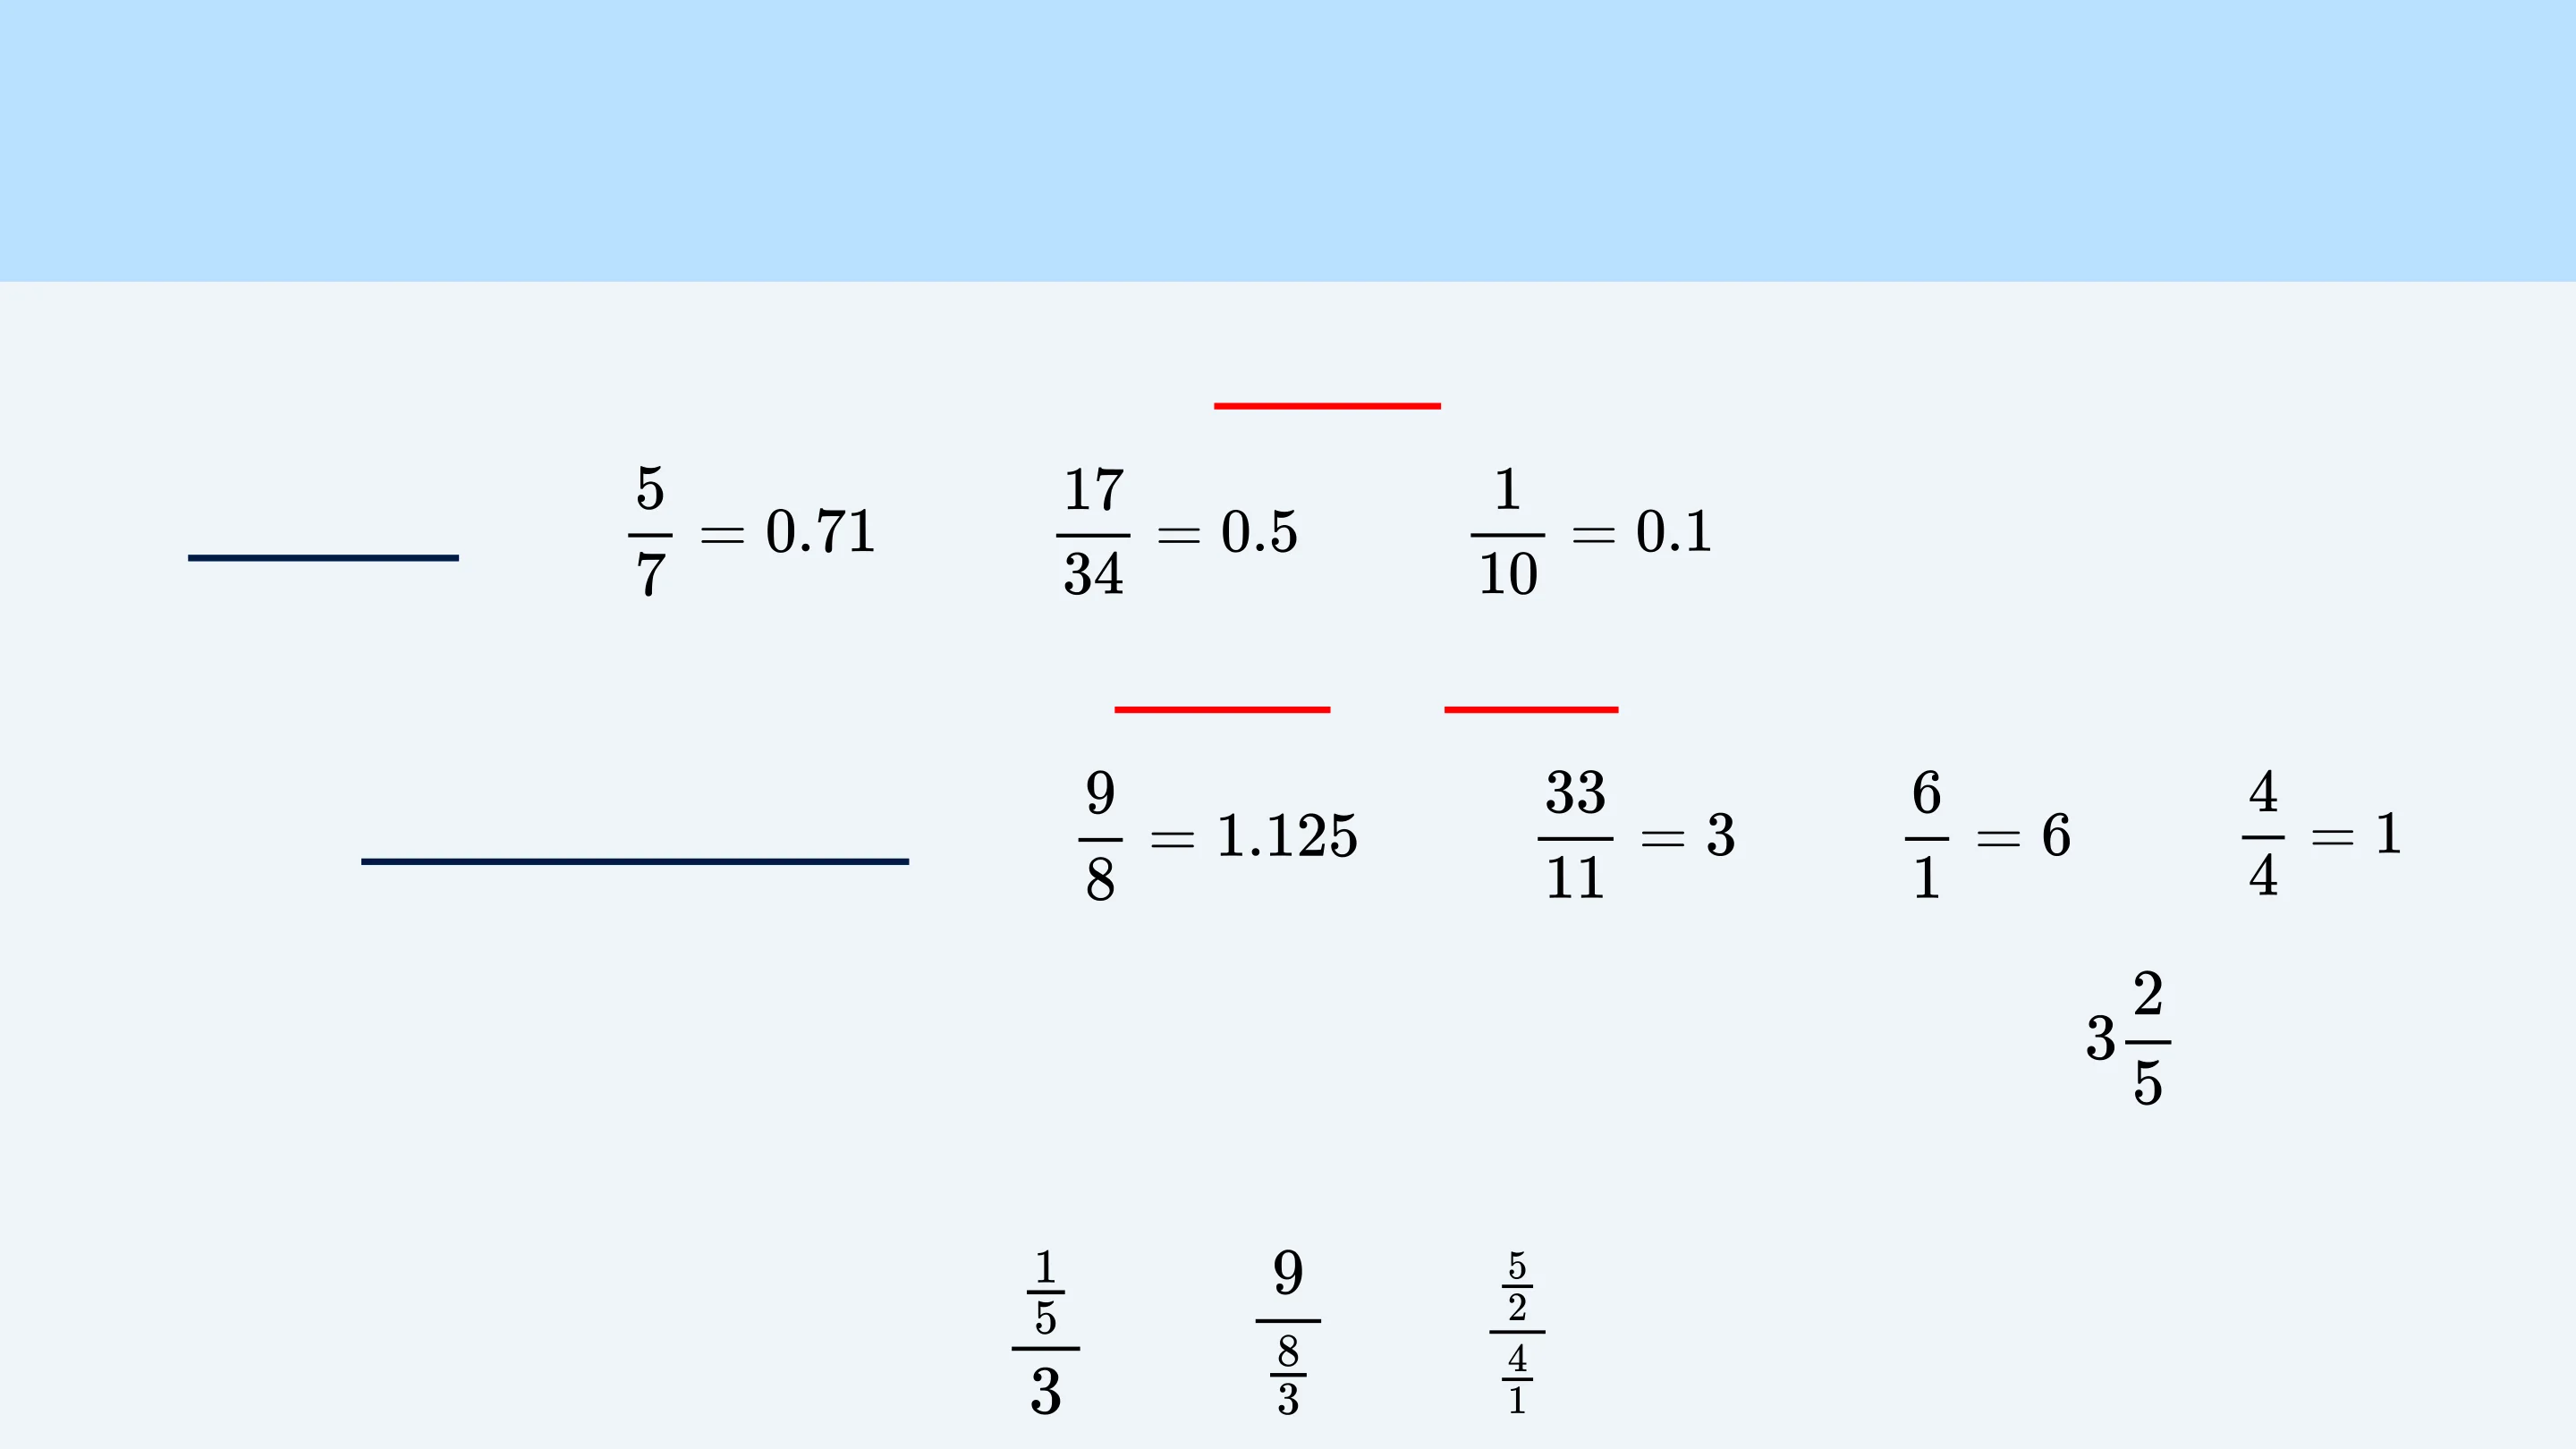 5/7 = 0.71 17/34 = 0.5 1/10 = 0.1
9/8 = 1.125 33/11 = 3 6/1 = 6 4/4 = 1
3 2/5
(1/5)/3 9/(8/3) (5/2)/(4/1)